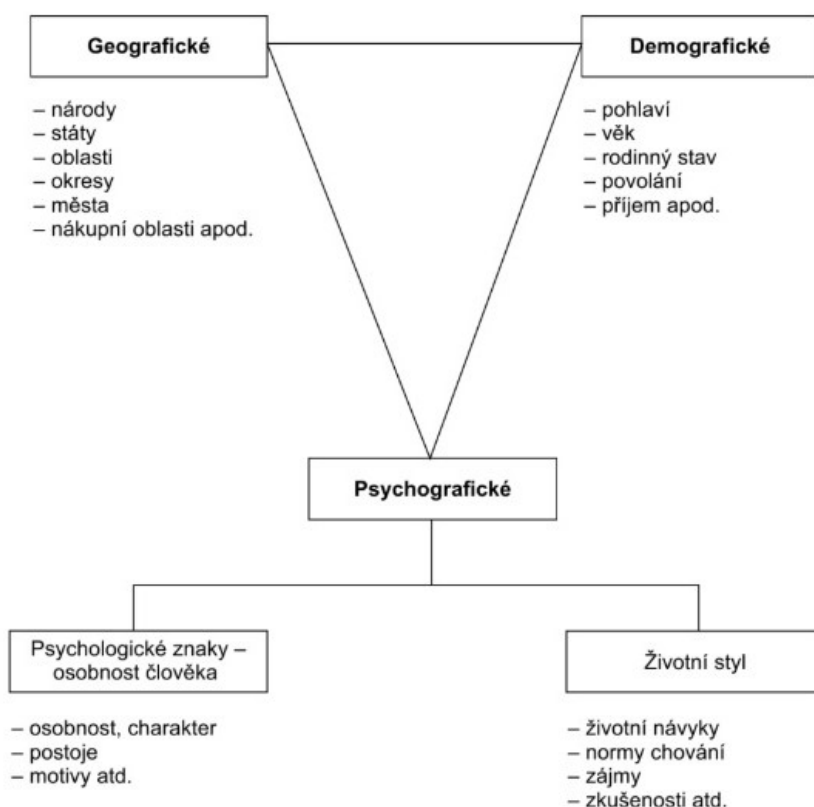 Geografické
– národy
– státy
– oblasti
– okresy
– města
– nákupní oblasti apod.
Demografické
– pohlaví
– věk
– rodinný stav
– povolání
– příjem apod.
Psychografické
Psychologické znaky –
osobnost člověka
– osobnost, charakter
– postoje
– motivy atd.
Životní styl
– životní návyky
– normy chování
– zájmy
– zkušenosti atd.